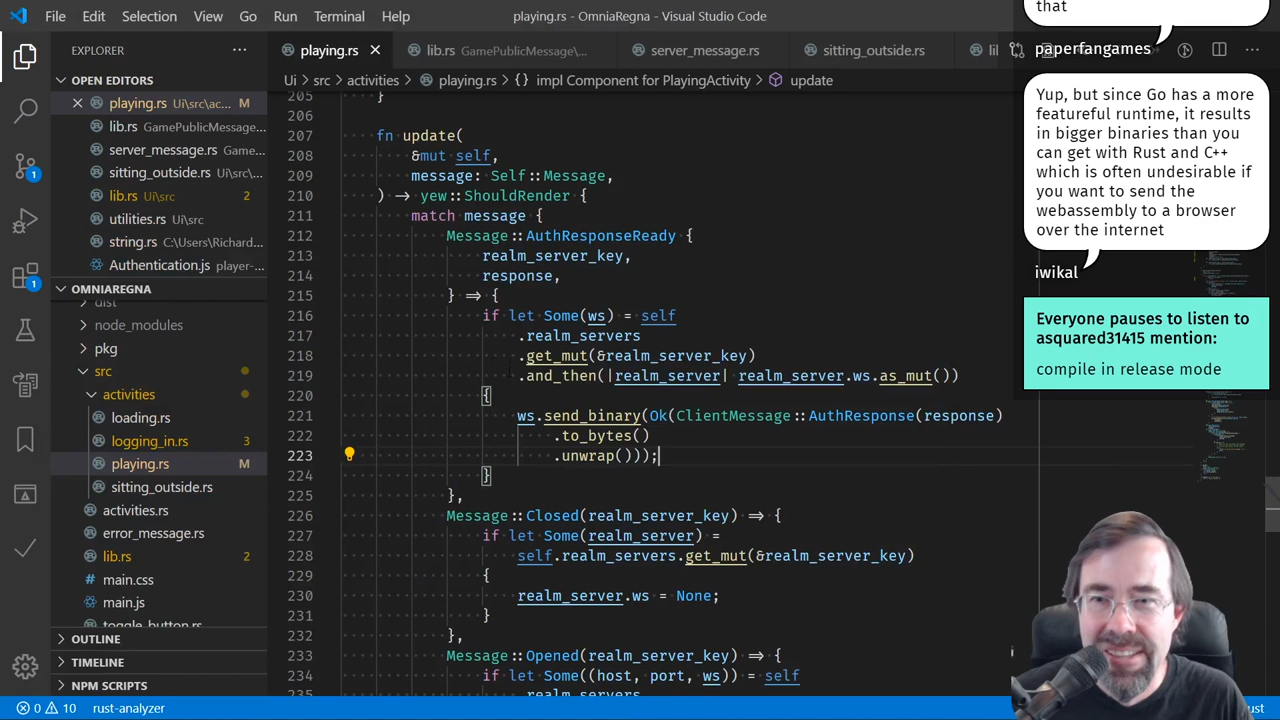 File Edit Selection View Go Run Terminal Help
playing.rs - OmniaRegna - Visual Studio Code
that
paperfangames
EXPLORER
playing.rs
lib.rs GamePublicMessage\...
server_message.rs
sitting_outside.rs
OPEN EDITORS
Ui > src > activities > playing.rs > {} impl Component for PlayingActivity > update
playing.rs Ui\src\ac... M
lib.rs GamePublicMessage...
server_message.rs Game...
sitting_outside.rs Ui\src\...
lib.rs Ui\src 2
utilities.rs Ui\src
string.rs C:\Users\Richard...
Authentication.js player-...
OMNIAREGNA
dist
node_modules
pkg
src
activities
loading.rs
logging_in.rs 3
playing.rs M
sitting_outside.rs
activities.rs
error_message.rs
lib.rs 2
main.css
main.js
toggle_button.rs
OUTLINE
TIMELINE
NPM SCRIPTS
205 }
206
207 fn update(
208 &mut self,
209 message: Self::Message,
210 ) -> yew::ShouldRender {
211 match message {
212 Message::AuthResponseReady {
213 realm_server_key,
214 response,
215 } => {
216 if let Some(ws) = self
217 .realm_servers
218 .get_mut(&realm_server_key)
219 .and_then(|realm_server| realm_server.ws.as_mut())
220 {
221 ws.send_binary(Ok(ClientMessage::AuthResponse(response)
222 .to_bytes()
223 .unwrap()));
224 }
225 },
226 Message::Closed(realm_server_key) => {
227 if let Some(realm_server) =
228 self.realm_servers.get_mut(&realm_server_key)
229 {
230 realm_server.ws = None;
231 }
232 },
233 Message::Opened(realm_server_key) => {
234 if let Some((host, port, ws)) = self
235 .realm_servers
Yup, but since Go has a more
featureful runtime, it results
in bigger binaries than you
can get with Rust and C++
which is often undesirable if
you want to send the
webassembly to a browser
over the internet
iwikal
Everyone pauses to listen to
asquared31415 mention:
compile in release mode
1
1
0 10 rust-analyzer